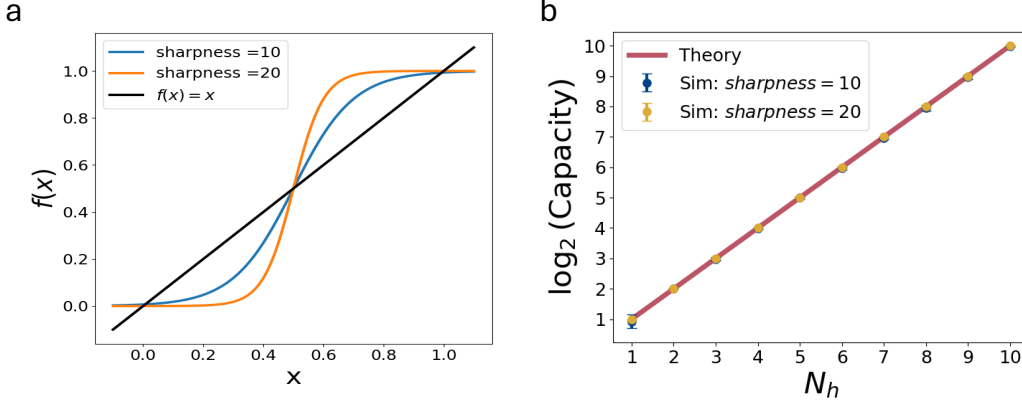 a
sharpness =10
sharpness =20
f(x) = x
1.0
0.8
0.6
0.4
0.2
0.0
f(x)
0.0 0.2 0.4 0.6 0.8 1.0
x
b
Theory
Sim: sharpness = 10
Sim: sharpness = 20
10
9
8
7
6
5
4
3
2
1
log₂ (Capacity)
1 2 3 4 5 6 7 8 9 10
Nₕ